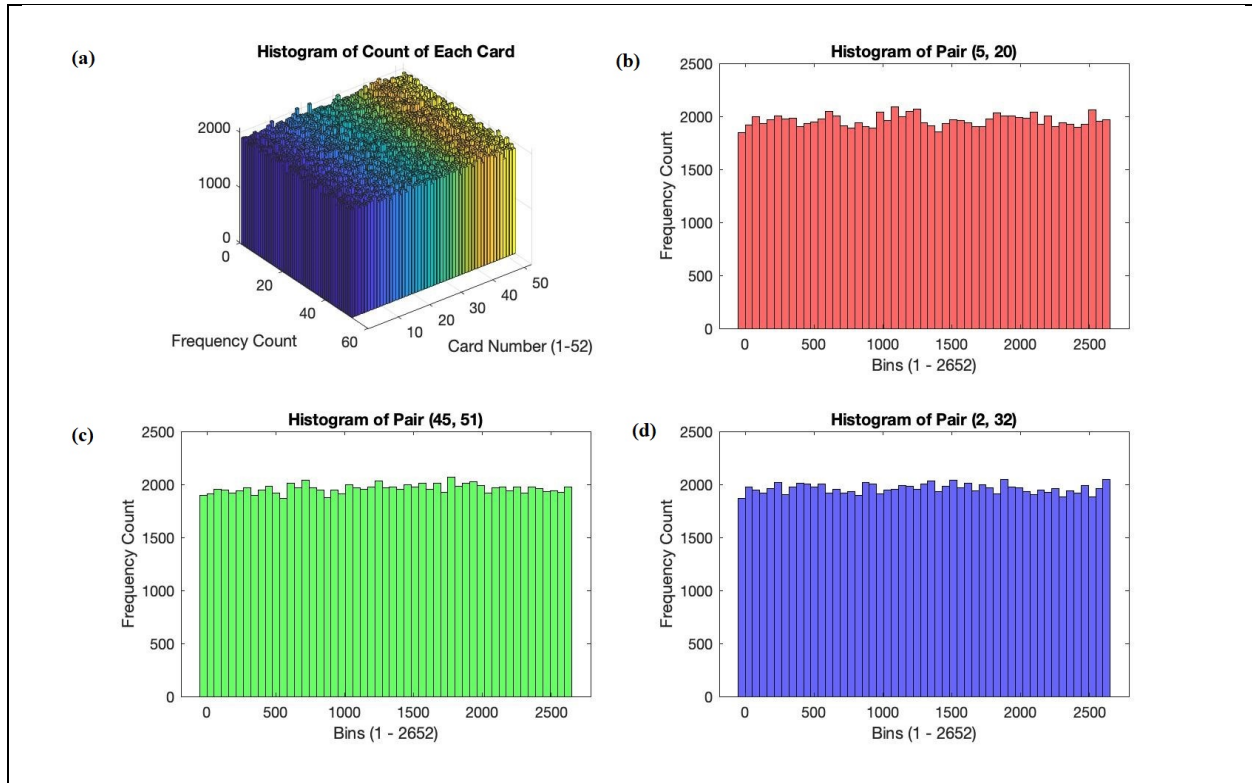 (a)
Histogram of Count of Each Card
2000
1000
0
0
20
40
60
Frequency Count
10
20
30
40
50
Card Number (1-52)
(b)
Histogram of Pair (5, 20)
2500
2000
1500
1000
500
0
Frequency Count
0 500 1000 1500 2000 2500
Bins (1 - 2652)
(c)
Histogram of Pair (45, 51)
2500
2000
1500
1000
500
0
Frequency Count
0 500 1000 1500 2000 2500
Bins (1 - 2652)
(d)
Histogram of Pair (2, 32)
2500
2000
1500
1000
500
0
Frequency Count
0 500 1000 1500 2000 2500
Bins (1 - 2652)